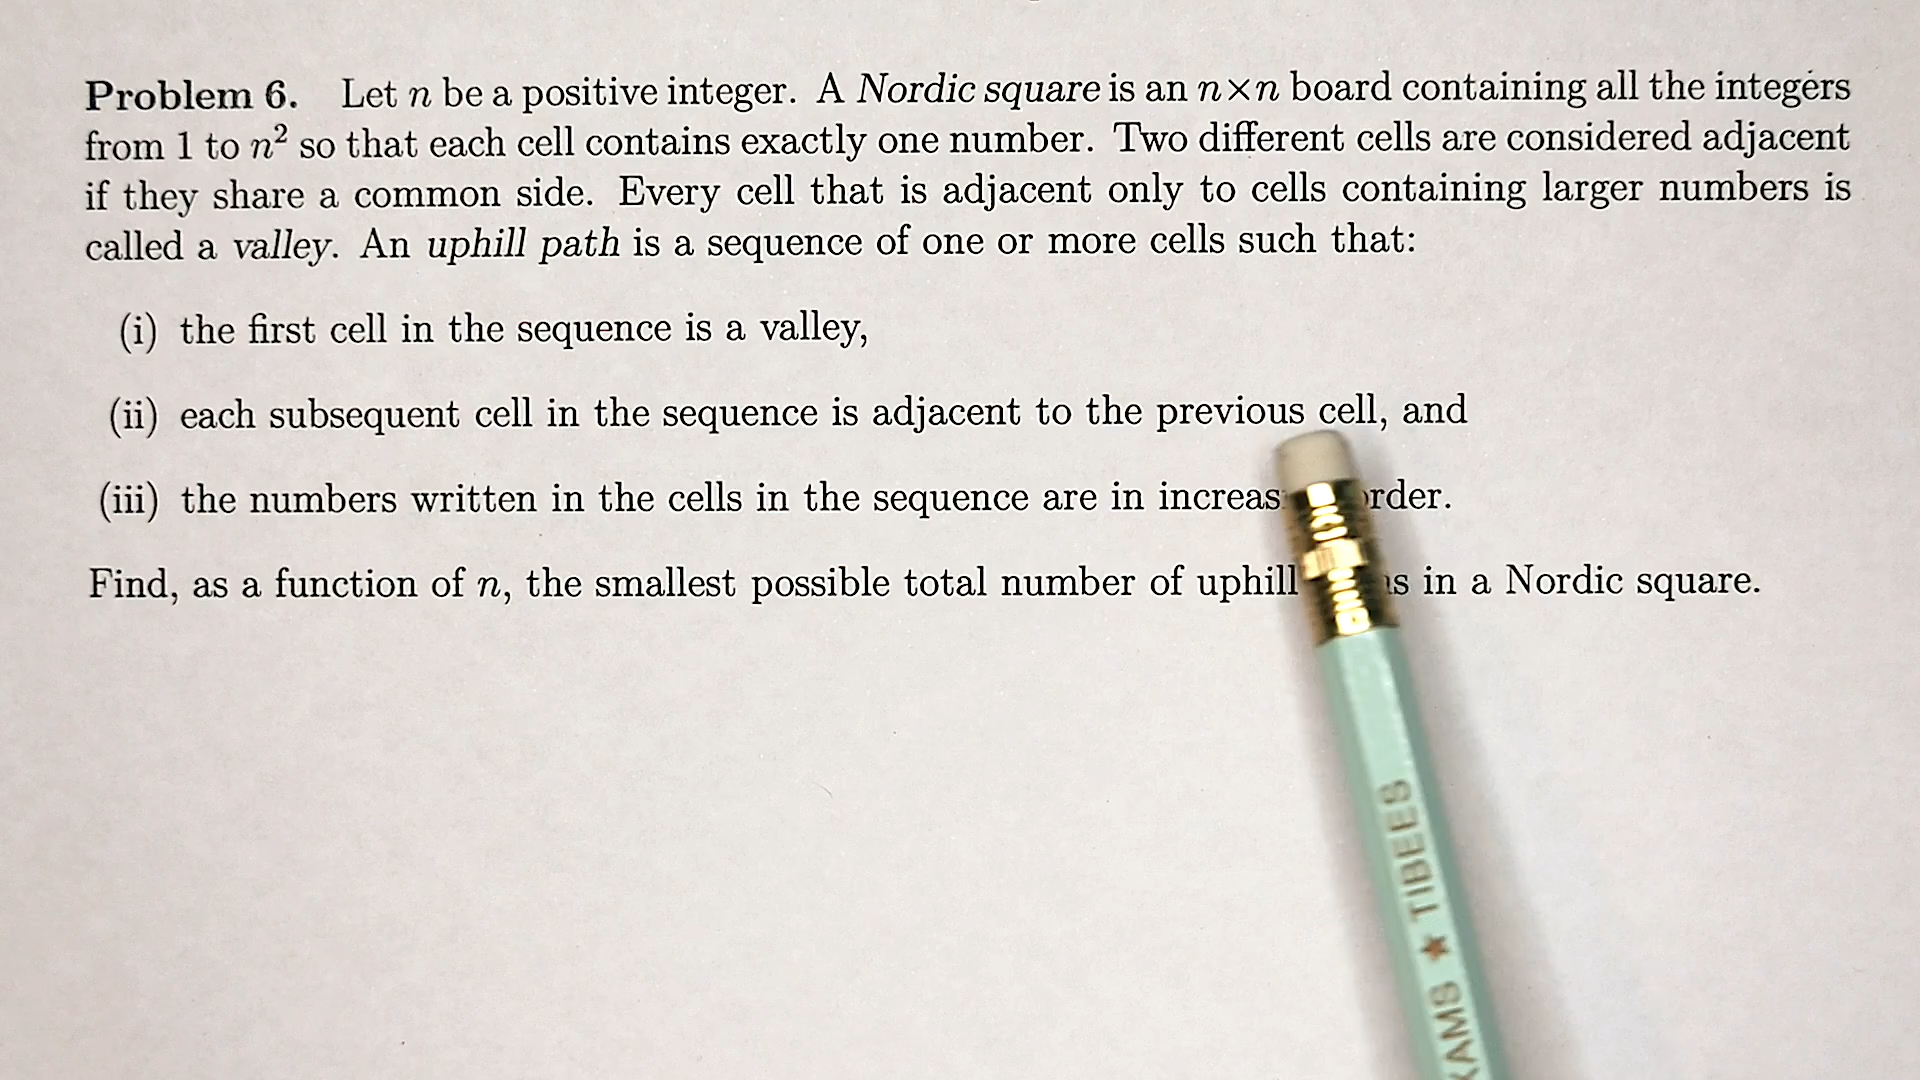 Problem 6. Let n be a positive integer. A Nordic square is an n×n board containing all the integers
from 1 to n² so that each cell contains exactly one number. Two different cells are considered adjacent
if they share a common side. Every cell that is adjacent only to cells containing larger numbers is
called a valley. An uphill path is a sequence of one or more cells such that:
(i) the first cell in the sequence is a valley,
(ii) each subsequent cell in the sequence is adjacent to the previous cell, and
(iii) the numbers written in the cells in the sequence are in order.
Find, as a function of n, the smallest possible total number of uphill in a Nordic square.
★ TIBEES